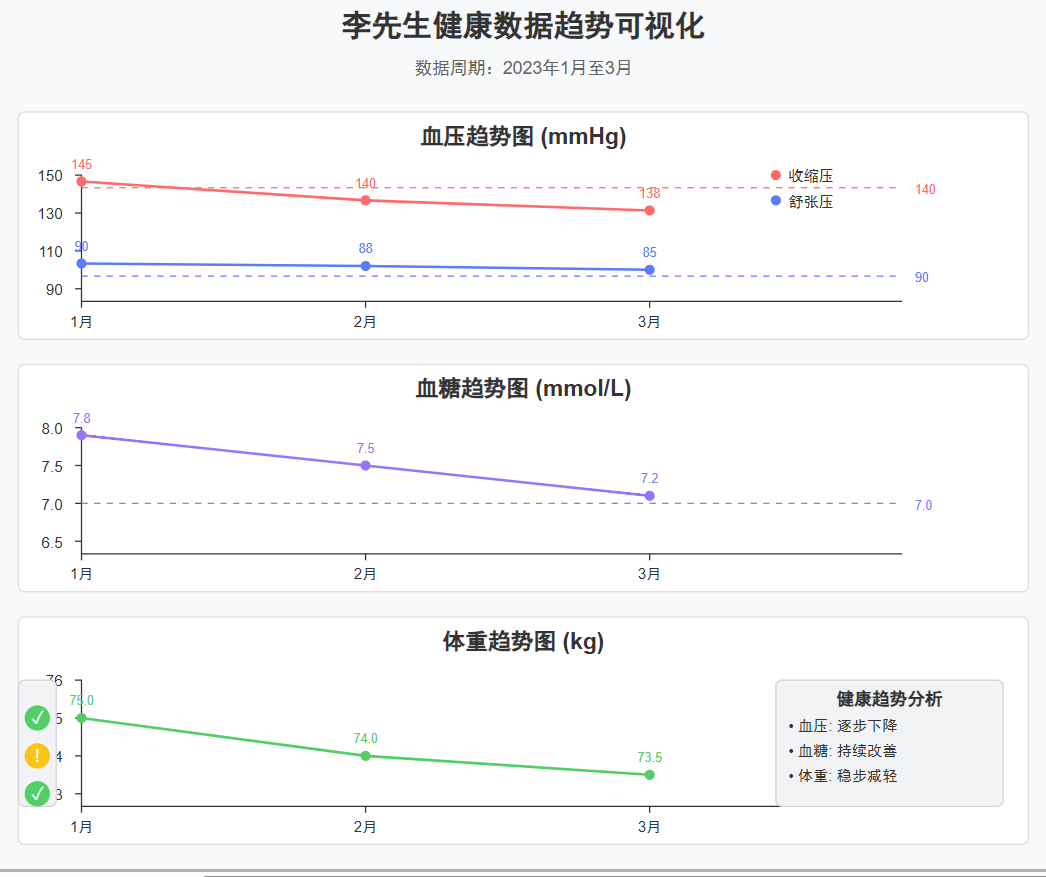 李先生健康数据趋势可视化
数据周期：2023年1月至3月
血压趋势图 (mmHg)
145
150
140
138
收缩压
140
130
舒张压
110
90
88
85
90
90
1月
2月
3月
血糖趋势图 (mmol/L)
7.8
8.0
7.5
7.5
7.2
7.0
7.0
6.5
1月
2月
3月
体重趋势图 (kg)
76
75.0
5
74.0
4
73.5
3
健康趋势分析
• 血压: 逐步下降
• 血糖: 持续改善
• 体重: 稳步减轻
!
1月
2月
3月